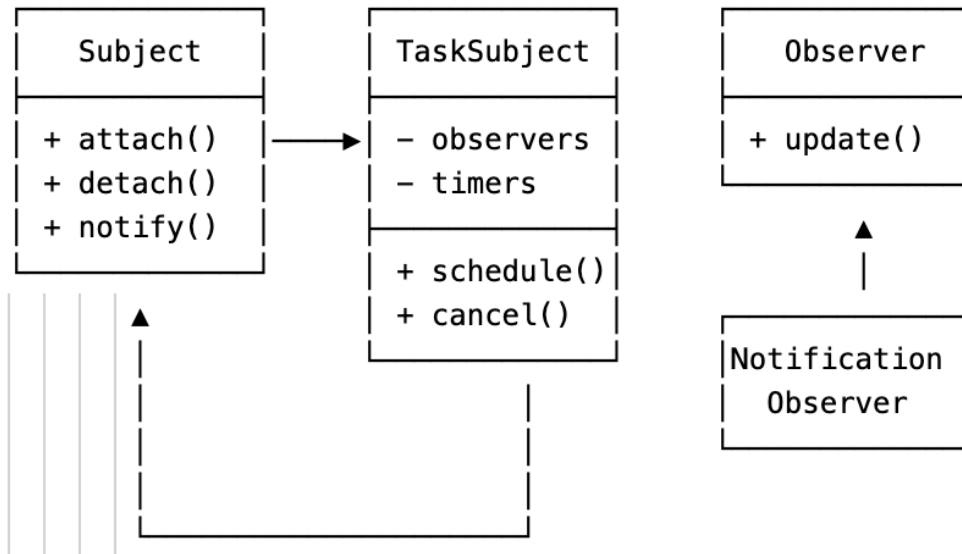 Subject
+ attach()
+ detach()
+ notify()
TaskSubject
− observers
− timers
+ schedule()
+ cancel()
Observer
+ update()
Notification
Observer